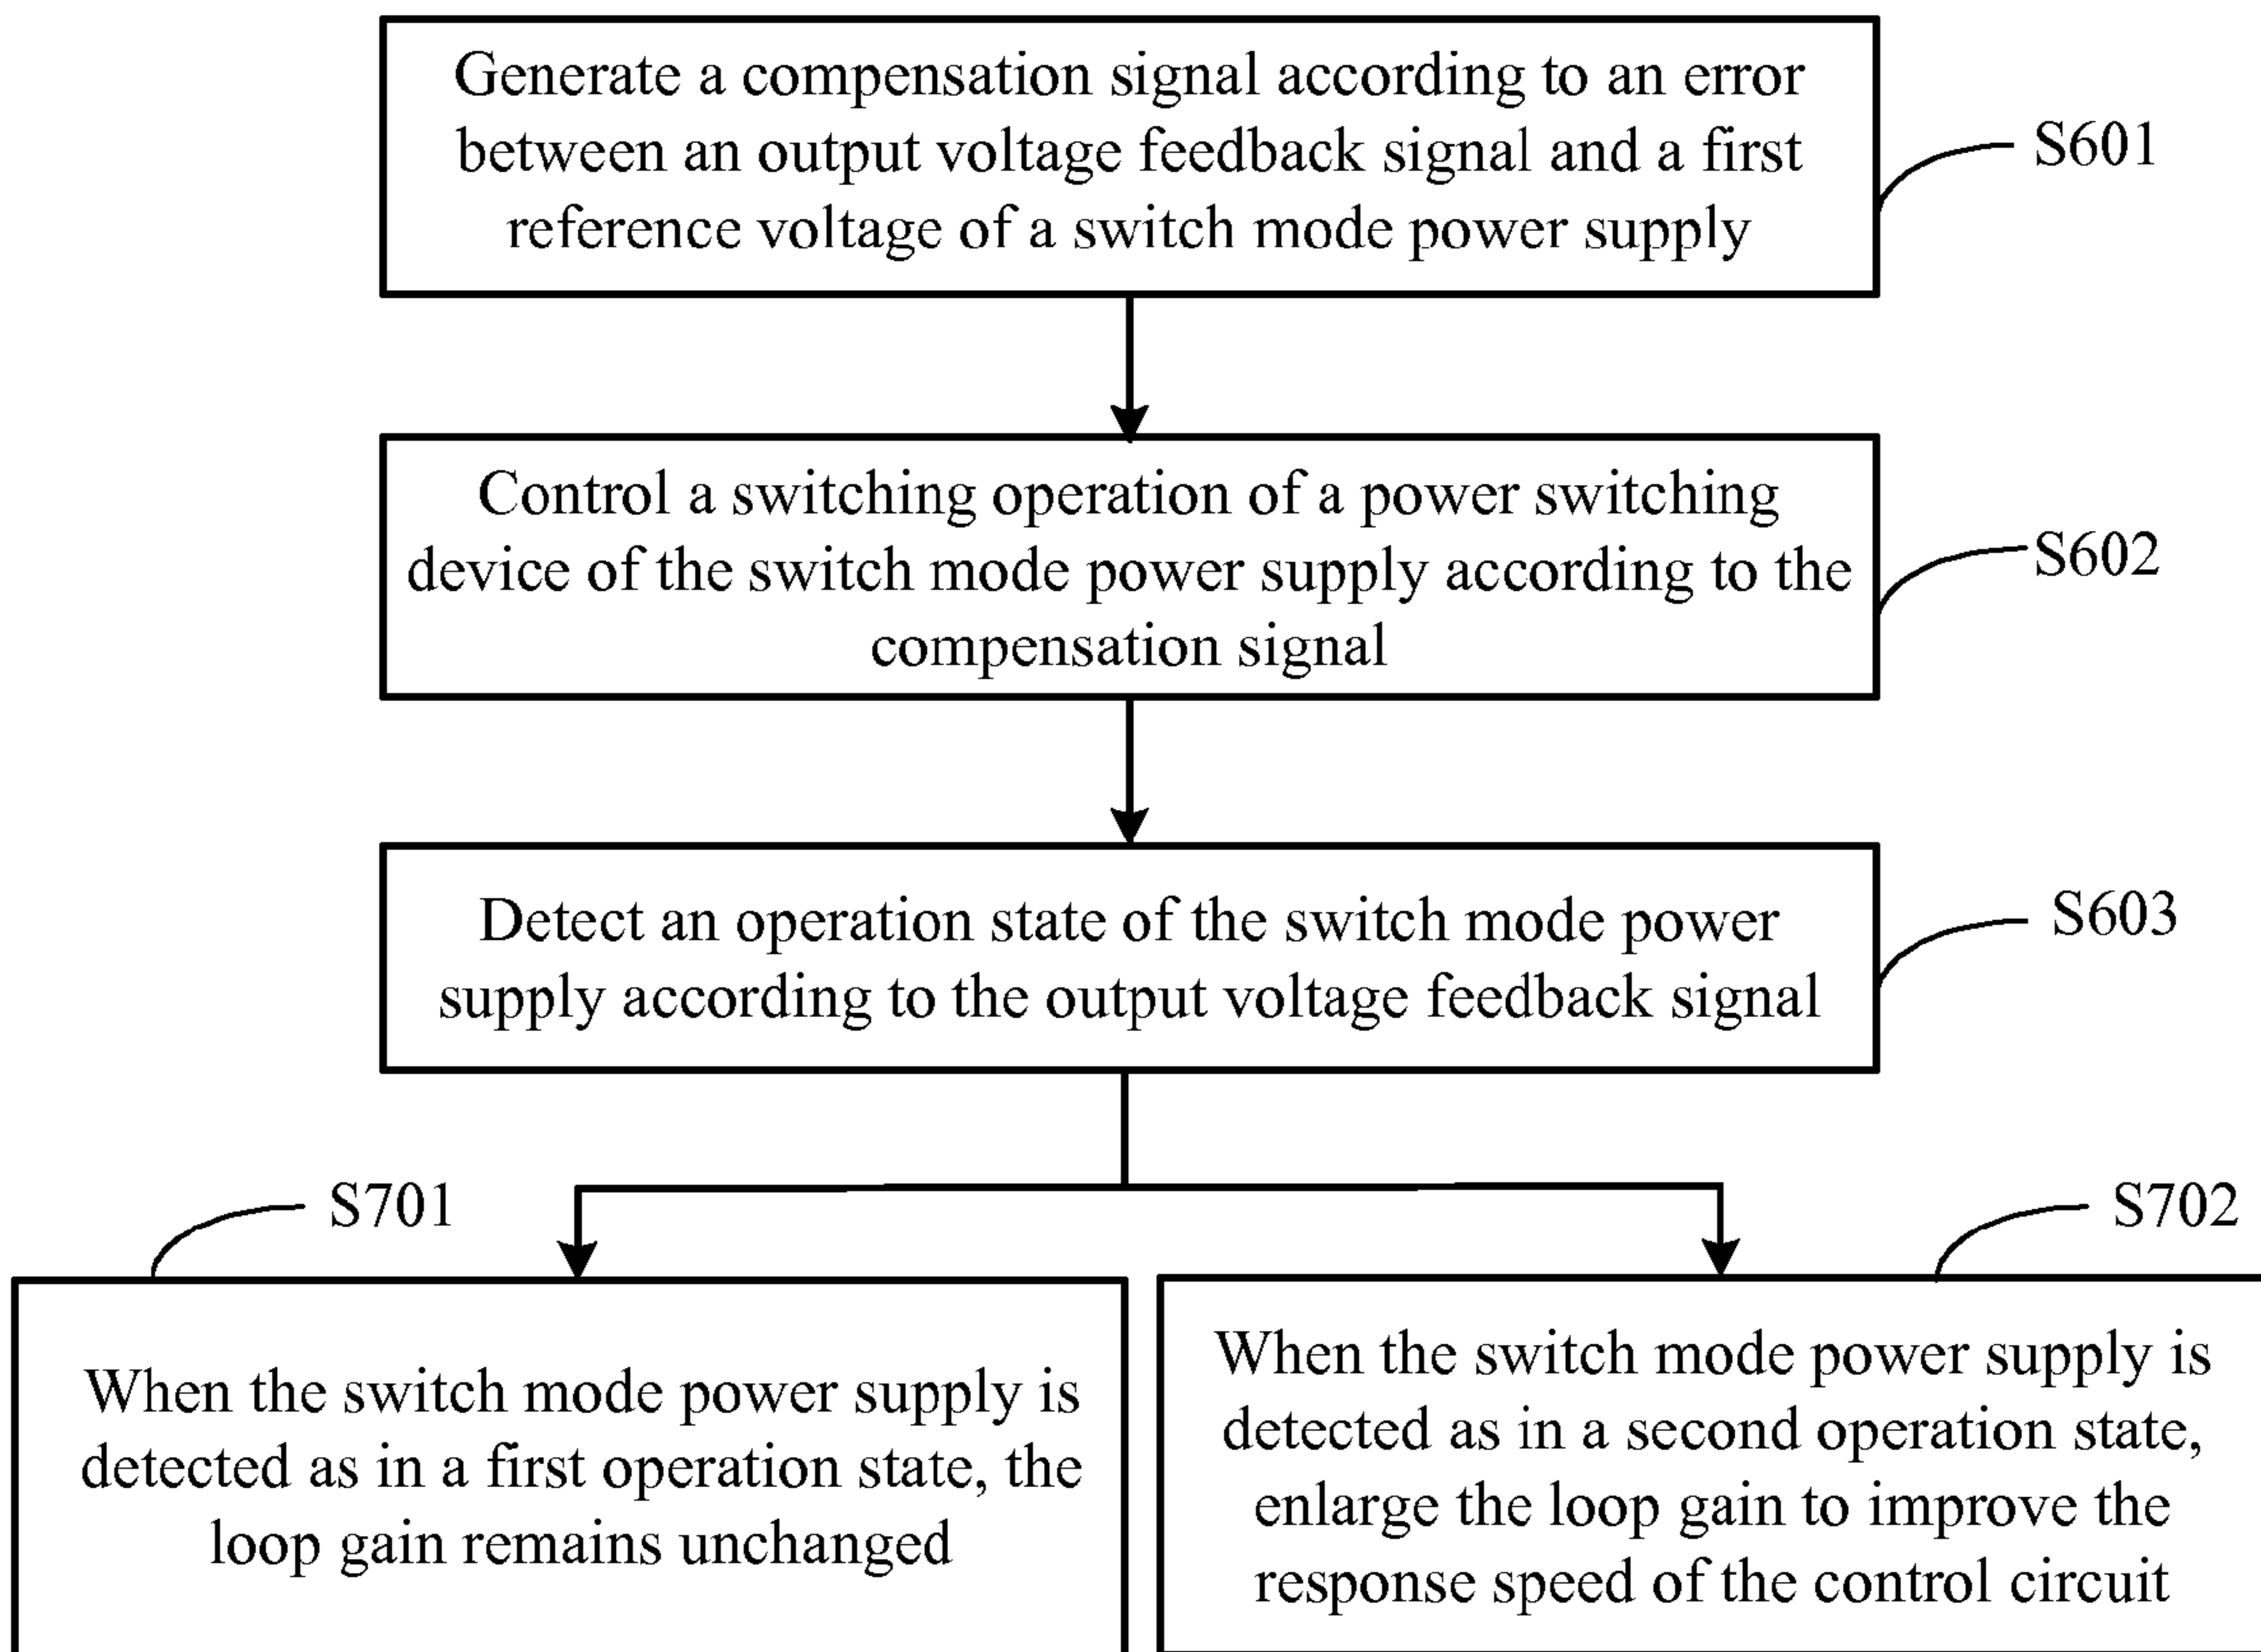 Generate a compensation signal according to an error
between an output voltage feedback signal and a first
reference voltage of a switch mode power supply
S601
Control a switching operation of a power switching
device of the switch mode power supply according to the
compensation signal
S602
Detect an operation state of the switch mode power
supply according to the output voltage feedback signal
S603
S701
When the switch mode power supply is
detected as in a first operation state, the
loop gain remains unchanged
S702
When the switch mode power supply is
detected as in a second operation state,
enlarge the loop gain to improve the
response speed of the control circuit